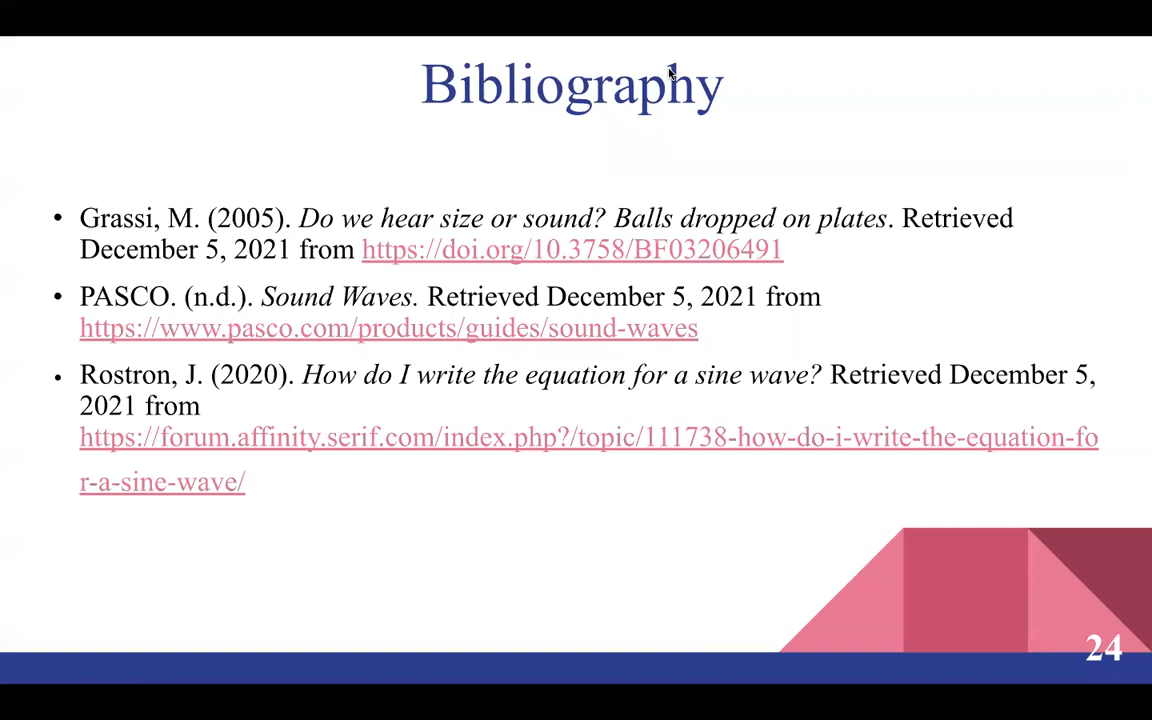 Bibliography
• Grassi, M. (2005). Do we hear size or sound? Balls dropped on plates. Retrieved
December 5, 2021 from https://doi.org/10.3758/BF03206491
• PASCO. (n.d.). Sound Waves. Retrieved December 5, 2021 from
https://www.pasco.com/products/guides/sound-waves
• Rostron, J. (2020). How do I write the equation for a sine wave? Retrieved December 5,
2021 from
https://forum.affinity.serif.com/index.php?/topic/111738-how-do-i-write-the-equation-fo
r-a-sine-wave/
24